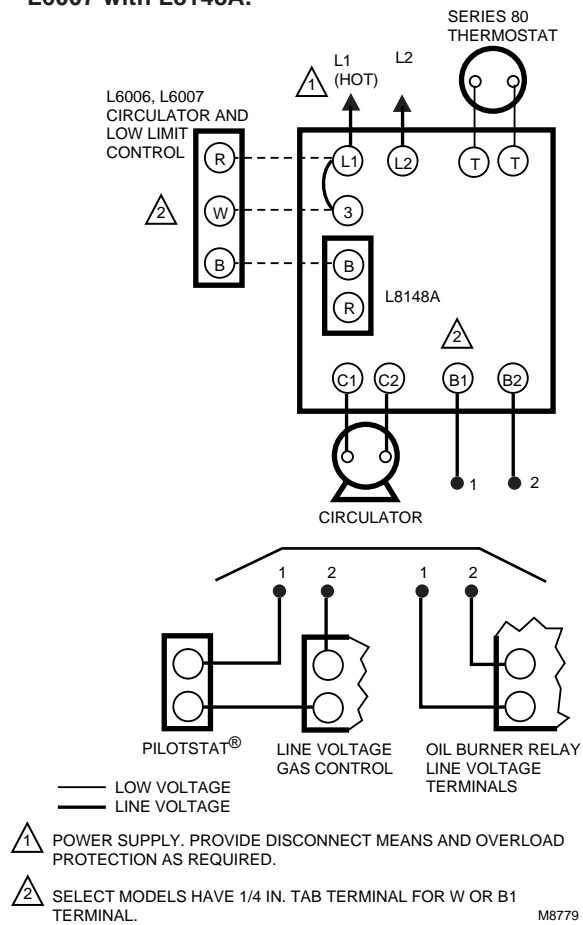 L6007 with L8148A.
SERIES 80
THERMOSTAT
L1
(HOT)
L2
1
L6006, L6007
CIRCULATOR AND
LOW LIMIT
CONTROL
R
W
B
2
L1
L2
T
T
3
B
R
L8148A
2
C1
C2
B1
B2
1
2
CIRCULATOR
1
2
1
2
PILOTSTAT®
LINE VOLTAGE
GAS CONTROL
OIL BURNER RELAY
LINE VOLTAGE
TERMINALS
LOW VOLTAGE
LINE VOLTAGE
1 POWER SUPPLY. PROVIDE DISCONNECT MEANS AND OVERLOAD
PROTECTION AS REQUIRED.
2 SELECT MODELS HAVE 1/4 IN. TAB TERMINAL FOR W OR B1
TERMINAL.
M8779